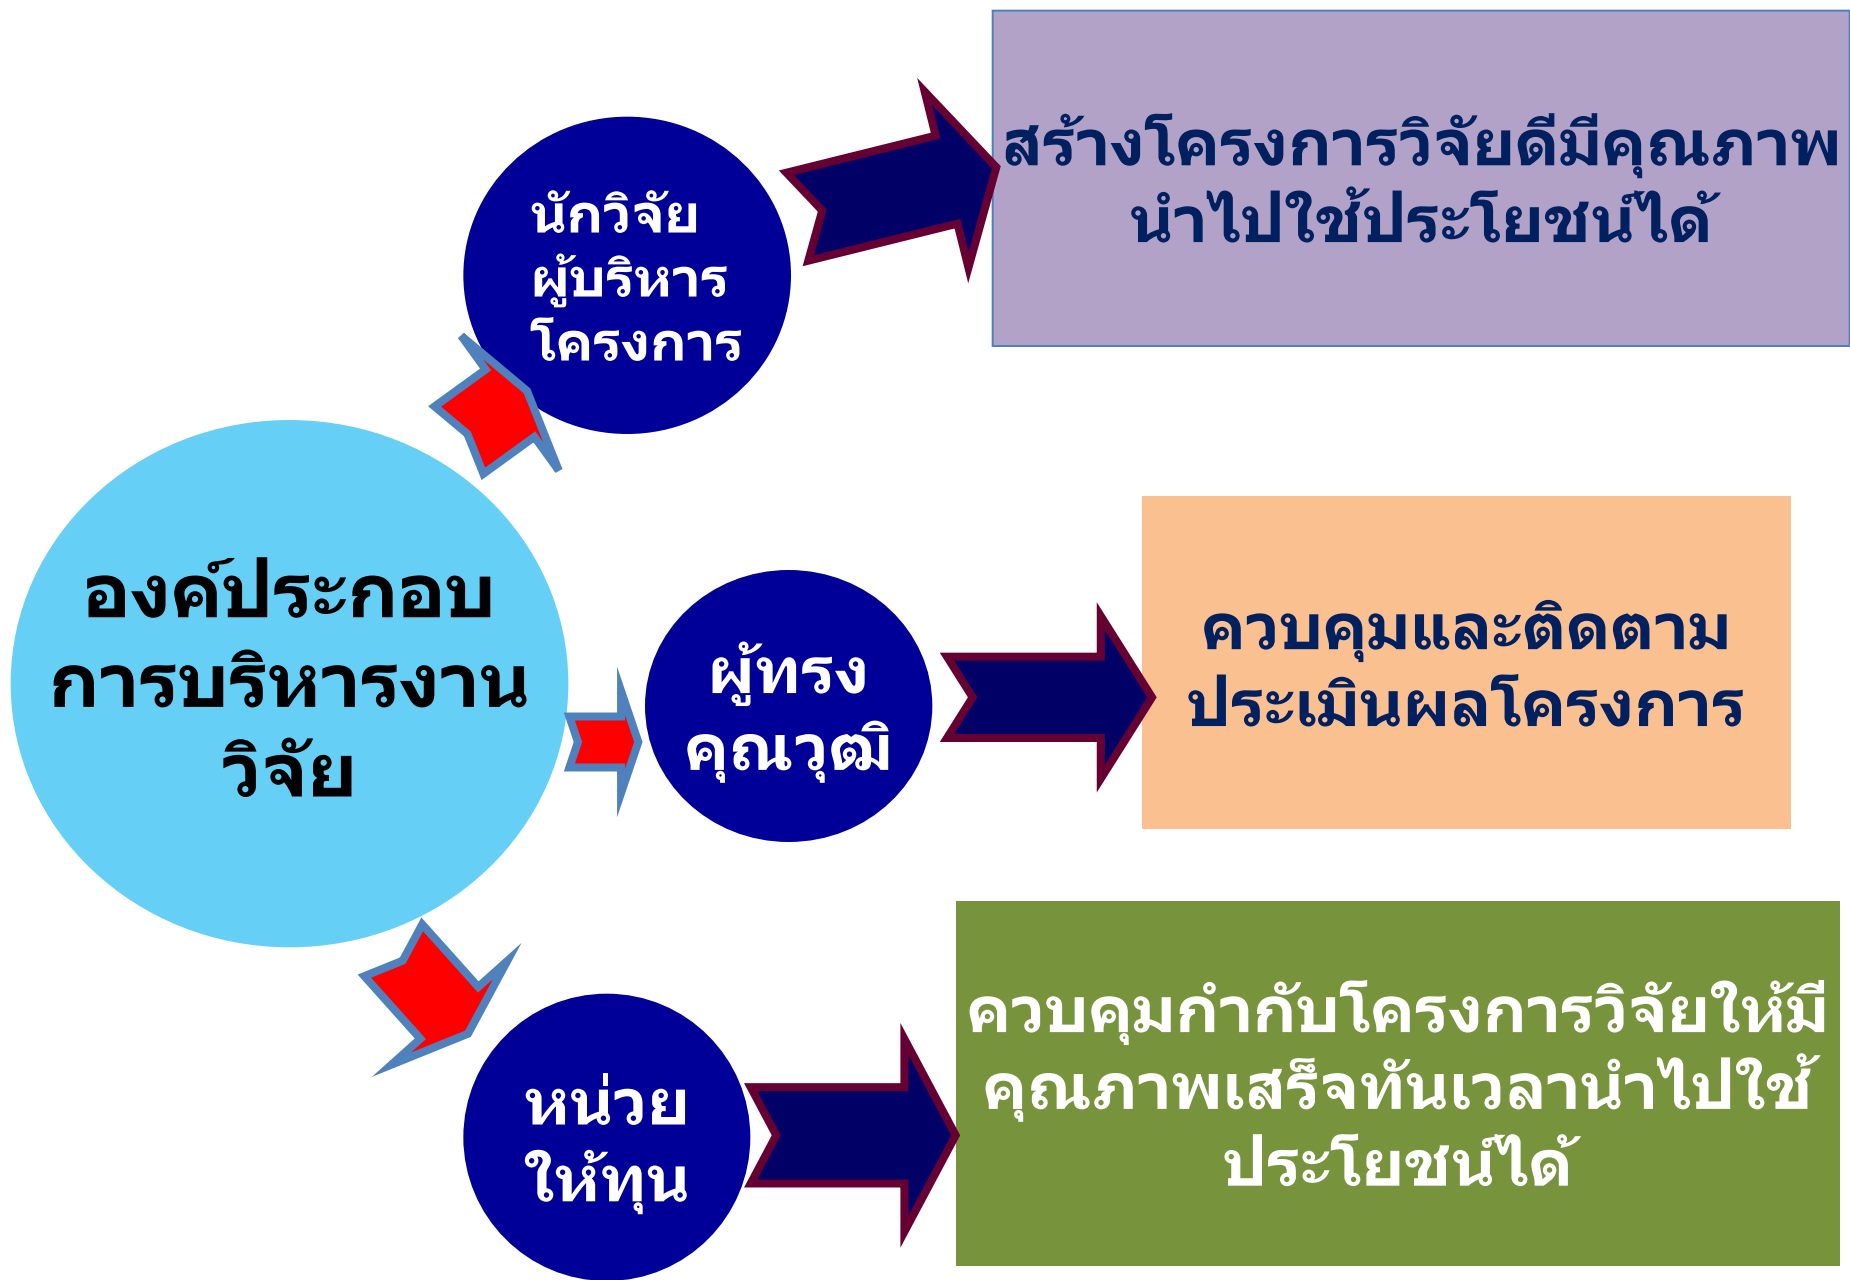 องค์ประกอบ
การบริหารงาน
วิจัย
นักวิจัย
ผู้บริหาร
โครงการ
สร้างโครงการวิจัยดีมีคุณภาพ
นำไปใช้ประโยชน์ได้
ผู้ทรง
คุณวุฒิ
ควบคุมและติดตาม
ประเมินผลโครงการ
หน่วย
ให้ทุน
ควบคุมกำกับโครงการวิจัยให้มี
คุณภาพเสร็จทันเวลานำไปใช้
ประโยชน์ได้